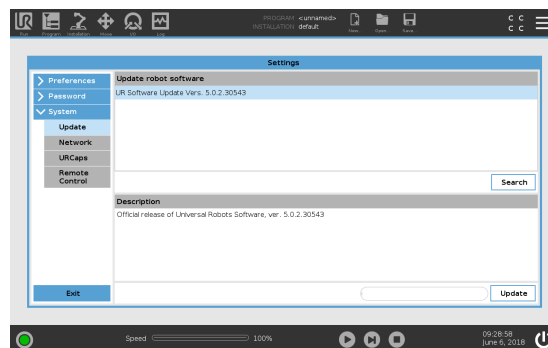 PROGRAM <unnamed>
INSTALLATION default
UR
Run
Program
Installation
Move
I/O
Log
New...
Open...
Save...
C C
C C
Settings
Preferences
Password
System
Update
Network
URCaps
Remote
Control
Exit
Update robot software
UR Software Update Vers. 5.0.2.30543
Search
Description
Official release of Universal Robots Software, ver. 5.0.2.30543
Update
Speed
100%
09:28:58
June 6, 2018